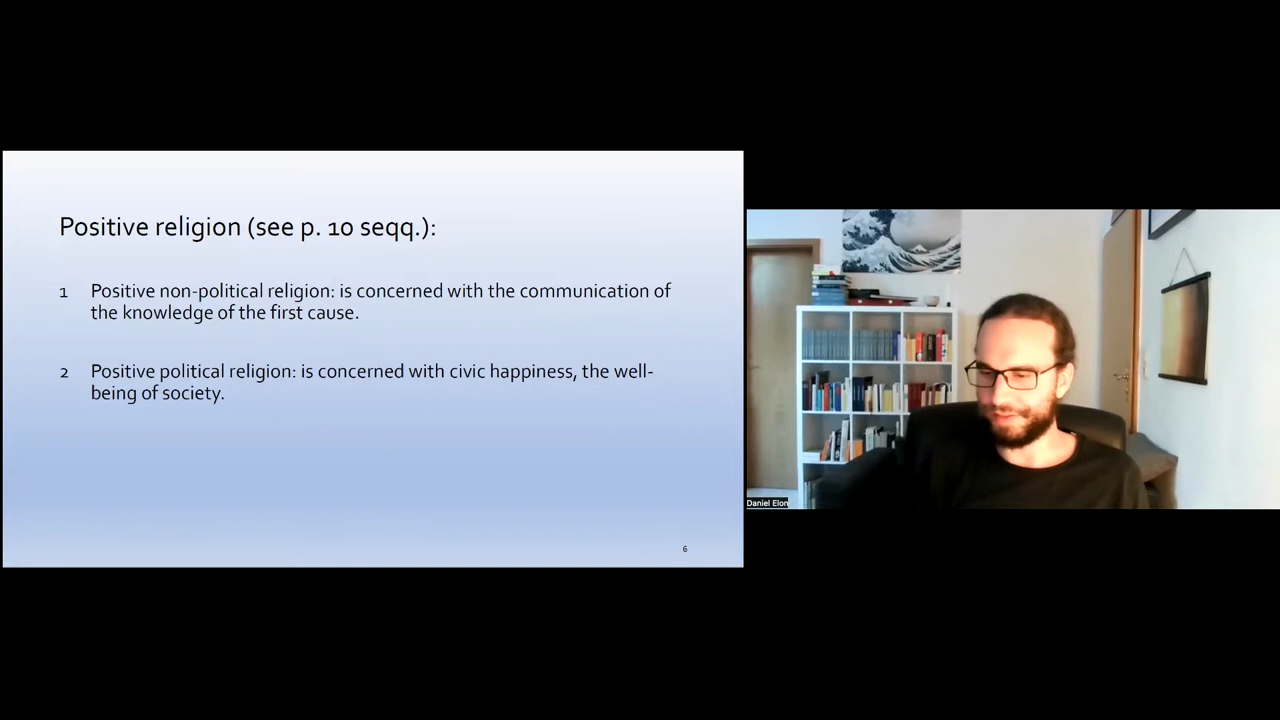 Positive religion (see p. 10 seqq.):
1 Positive non-political religion: is concerned with the communication of
the knowledge of the first cause.
2 Positive political religion: is concerned with civic happiness, the well-
being of society.
6
Daniel Elon